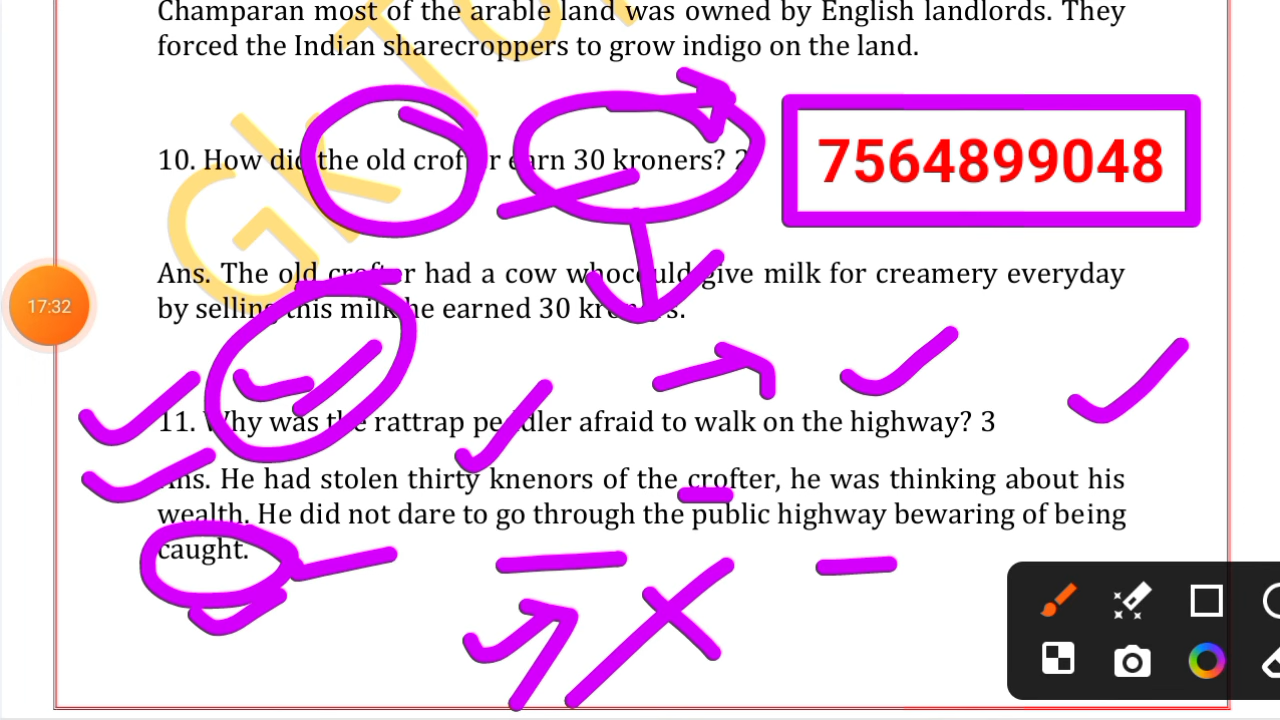 Champaran most of the arable land was owned by English landlords. They
forced the Indian sharecroppers to grow indigo on the land.
10. How did the old crofter earn 30 kroners? 2
7564899048
Ans. The old crofter had a cow whocould give milk for creamery everyday
by selling this milk he earned 30 kroners.
17:32
11. Why was the rattrap peddler afraid to walk on the highway? 3
Ans. He had stolen thirty knenors of the crofter, he was thinking about his
wealth. He did not dare to go through the public highway bewaring of being
caught.